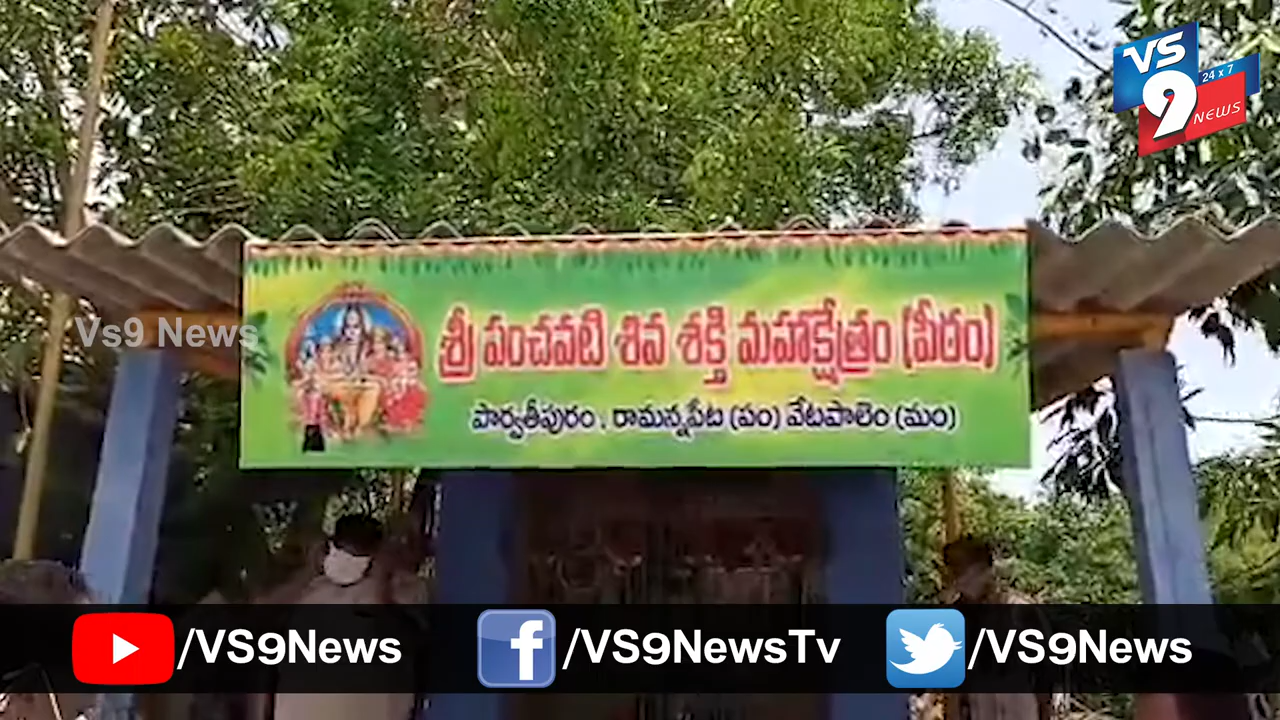 VS
9
24 x 7
NEWS
శ్రీ పంచవటి శివ శక్తి మహాక్షేత్రం (పీఠం)
Vs9 News
పార్వతీపురం , రామన్నపేట (పం) వేటపాలెం (మం)
/VS9News
/VS9NewsTv
/VS9News